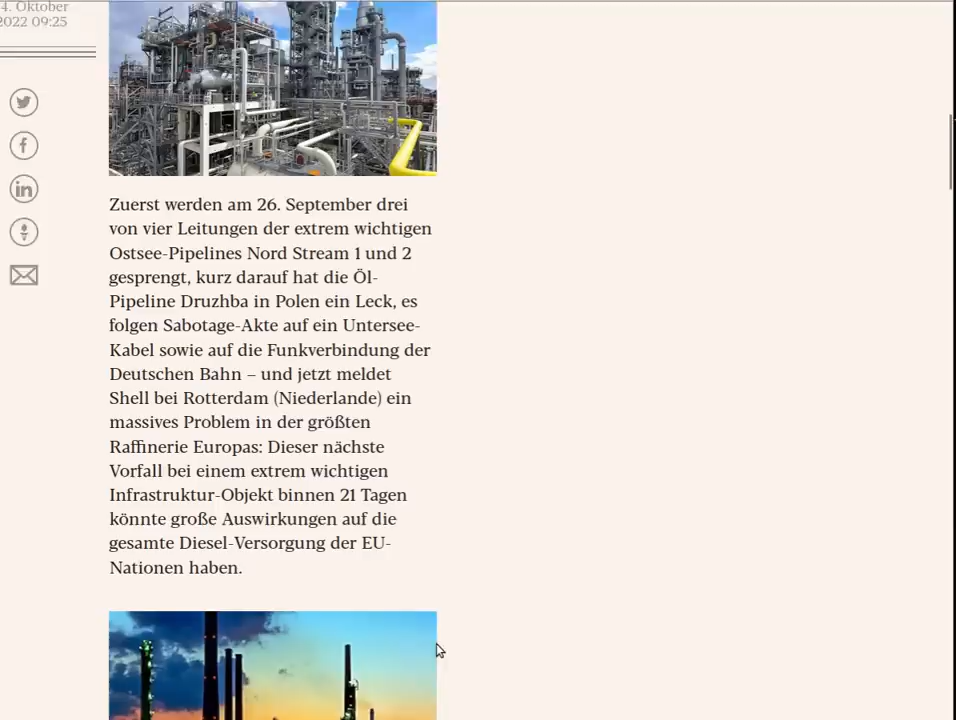 4. Oktober
2022 09:25
Zuerst werden am 26. September drei
von vier Leitungen der extrem wichtigen
Ostsee-Pipelines Nord Stream 1 und 2
gesprengt, kurz darauf hat die Öl-
Pipeline Druzhba in Polen ein Leck, es
folgen Sabotage-Akte auf ein Untersee-
Kabel sowie auf die Funkverbindung der
Deutschen Bahn – und jetzt meldet
Shell bei Rotterdam (Niederlande) ein
massives Problem in der größten
Raffinerie Europas: Dieser nächste
Vorfall bei einem extrem wichtigen
Infrastruktur-Objekt binnen 21 Tagen
könnte große Auswirkungen auf die
gesamte Diesel-Versorgung der EU-
Nationen haben.